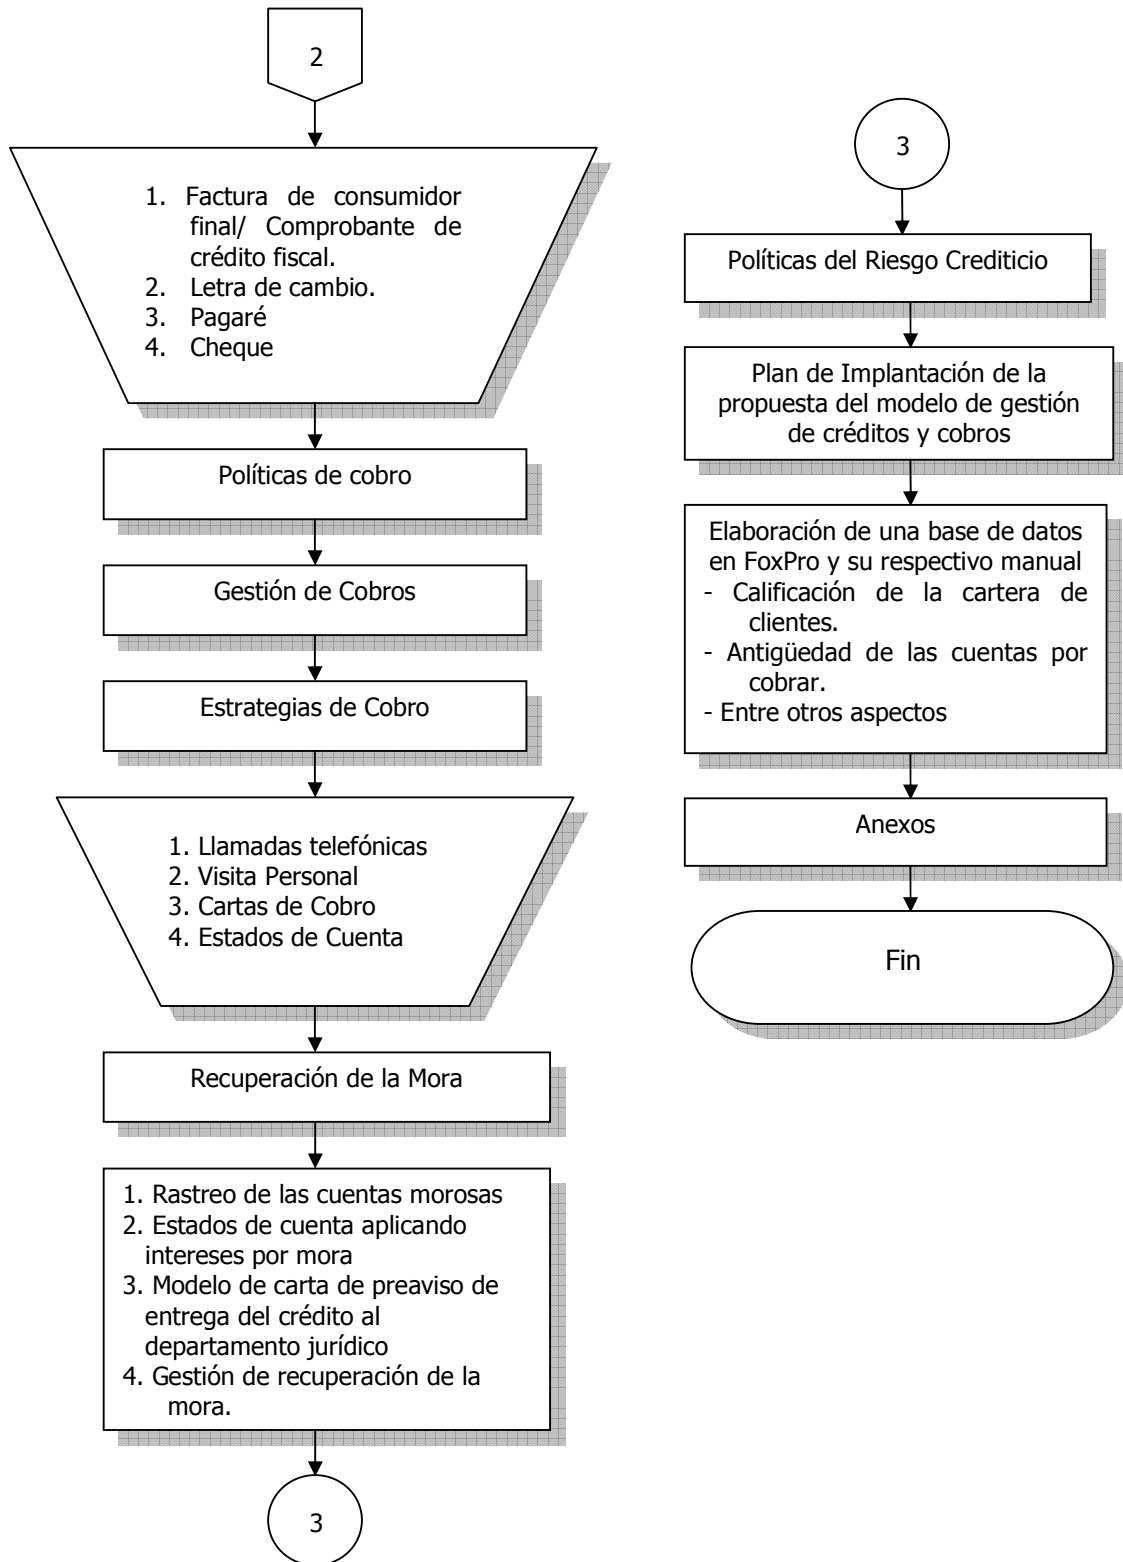 2
1. Factura de consumidor
final/ Comprobante de
crédito fiscal.
2. Letra de cambio.
3. Pagaré
4. Cheque
Políticas de cobro
Gestión de Cobros
Estrategias de Cobro
1. Llamadas telefónicas
2. Visita Personal
3. Cartas de Cobro
4. Estados de Cuenta
Recuperación de la Mora
1. Rastreo de las cuentas morosas
2. Estados de cuenta aplicando
intereses por mora
3. Modelo de carta de preaviso de
entrega del crédito al
departamento jurídico
4. Gestión de recuperación de la
mora.
3
3
Políticas del Riesgo Crediticio
Plan de Implantación de la
propuesta del modelo de gestión
de créditos y cobros
Elaboración de una base de datos
en FoxPro y su respectivo manual
- Calificación de la cartera de
clientes.
- Antigüedad de las cuentas por
cobrar.
- Entre otros aspectos
Anexos
Fin